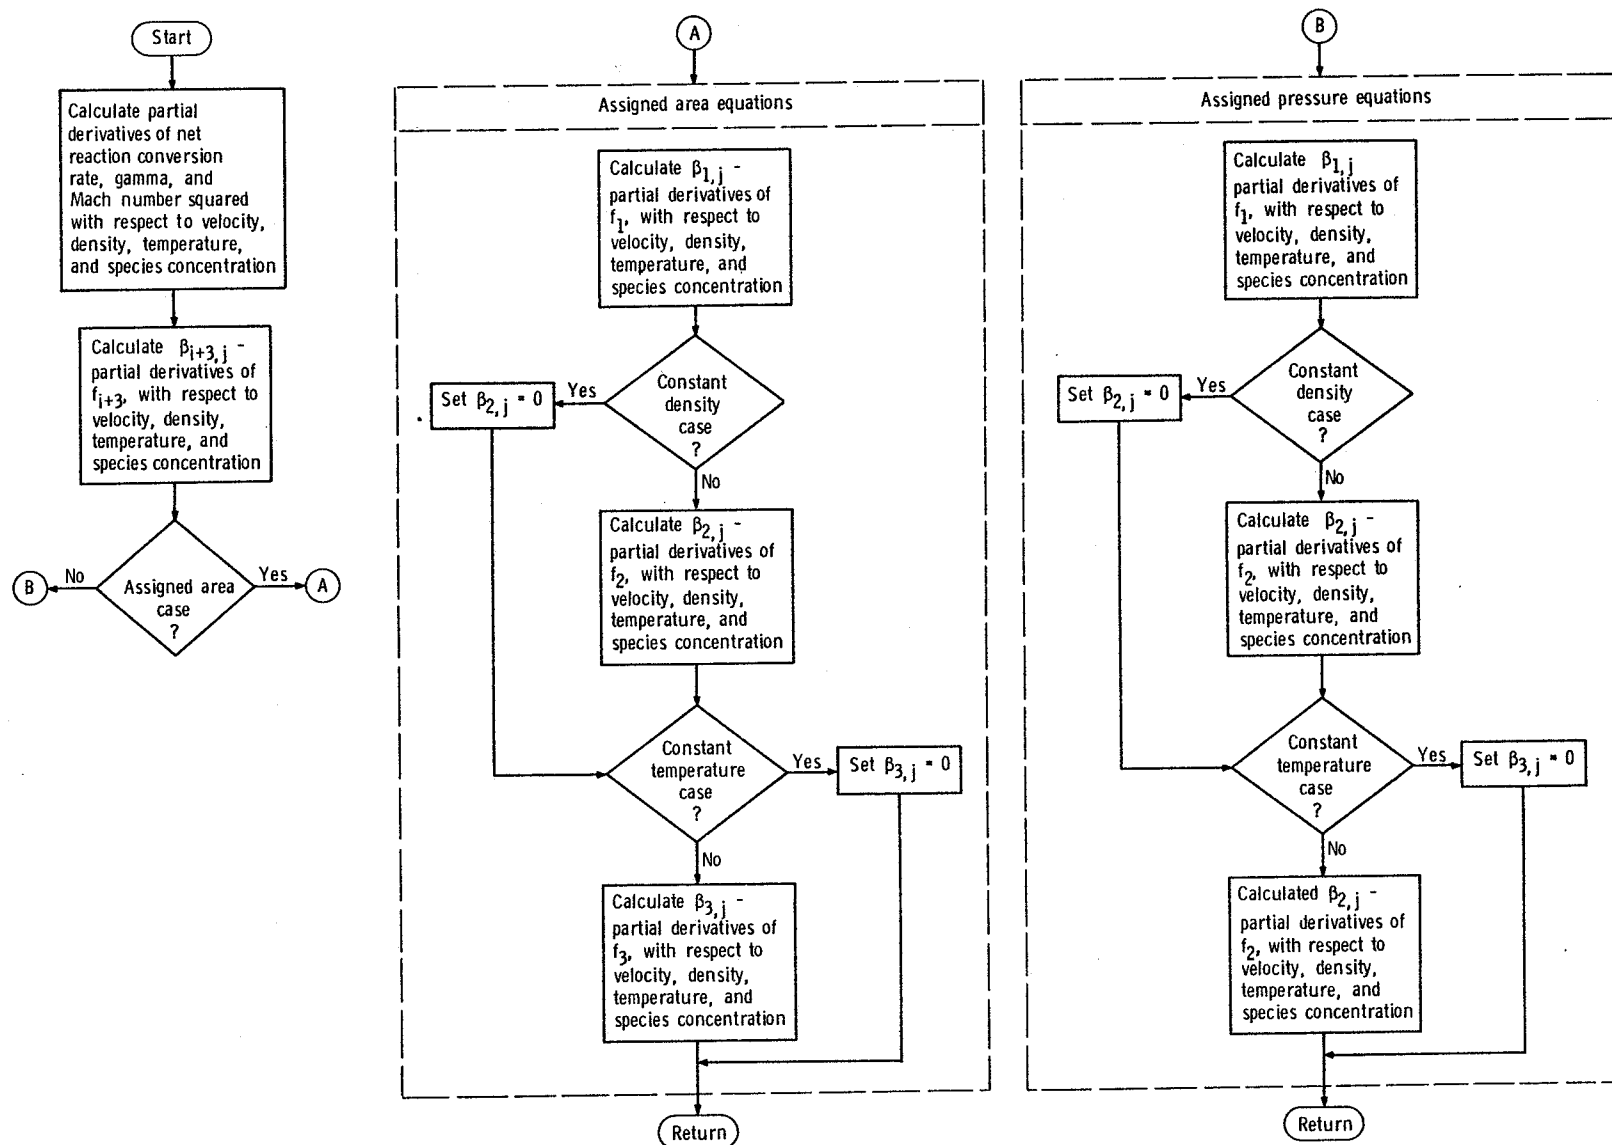 Start
Calculate partial
derivatives of net
reaction conversion
rate, gamma, and
Mach number squared
with respect to velocity,
density, temperature,
and species concentration
Calculate β_{i+3, j} -
partial derivatives of
f_{i+3}, with respect to
velocity, density,
temperature, and
species concentration
Assigned area
case
?
No
B
Yes
A
A
Assigned area equations
Calculate β_{1, j} -
partial derivatives of
f_1, with respect to
velocity, density,
temperature, and
species concentration
Constant
density
case
?
Yes
Set β_{2, j} = 0
No
Calculate β_{2, j} -
partial derivatives of
f_2, with respect to
velocity, density,
temperature, and
species concentration
Constant
temperature
case
?
Yes
Set β_{3, j} = 0
No
Calculate β_{3, j} -
partial derivatives of
f_3, with respect to
velocity, density,
temperature, and
species concentration
Return
B
Assigned pressure equations
Calculate β_{1, j}
partial derivatives of
f_1, with respect to
velocity, density,
temperature, and
species concentration
Constant
density
case
?
Yes
Set β_{2, j} = 0
No
Calculate β_{2, j} -
partial derivatives of
f_2, with respect to
velocity, density,
temperature, and
species concentration
Constant
temperature
case
?
Yes
Set β_{3, j} = 0
No
Calculated β_{2, j} -
partial derivatives of
f_2, with respect to
velocity, density,
temperature, and
species concentration
Return